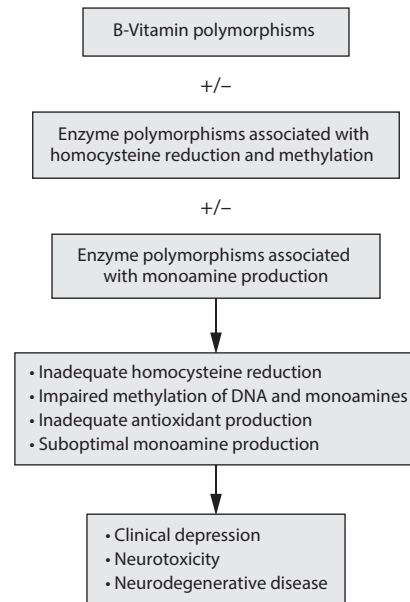 B-Vitamin polymorphisms
+/–
Enzyme polymorphisms associated with
homocysteine reduction and methylation
+/–
Enzyme polymorphisms associated
with monoamine production
• Inadequate homocysteine reduction
• Impaired methylation of DNA and monoamines
• Inadequate antioxidant production
• Suboptimal monoamine production
• Clinical depression
• Neurotoxicity
• Neurodegenerative disease